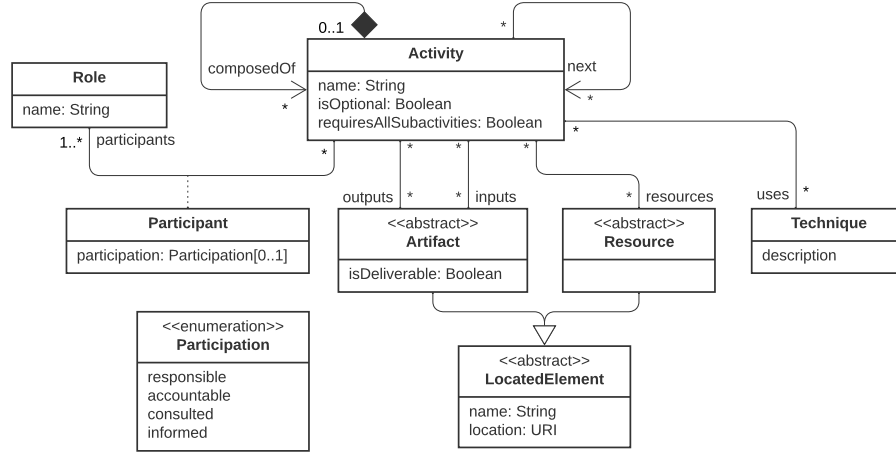 0..1
*
Activity
composedOf
*
name: String
isOptional: Boolean
requiresAllSubactivities: Boolean
next
*
Role
name: String
1..*
participants
*
*
*
*
*
outputs
*
*
inputs
*
resources
uses
*
Participant
participation: Participation[0..1]
<<abstract>>
Artifact
isDeliverable: Boolean
<<abstract>>
Resource
Technique
description
<<enumeration>>
Participation
responsible
accountable
consulted
informed
<<abstract>>
LocatedElement
name: String
location: URI